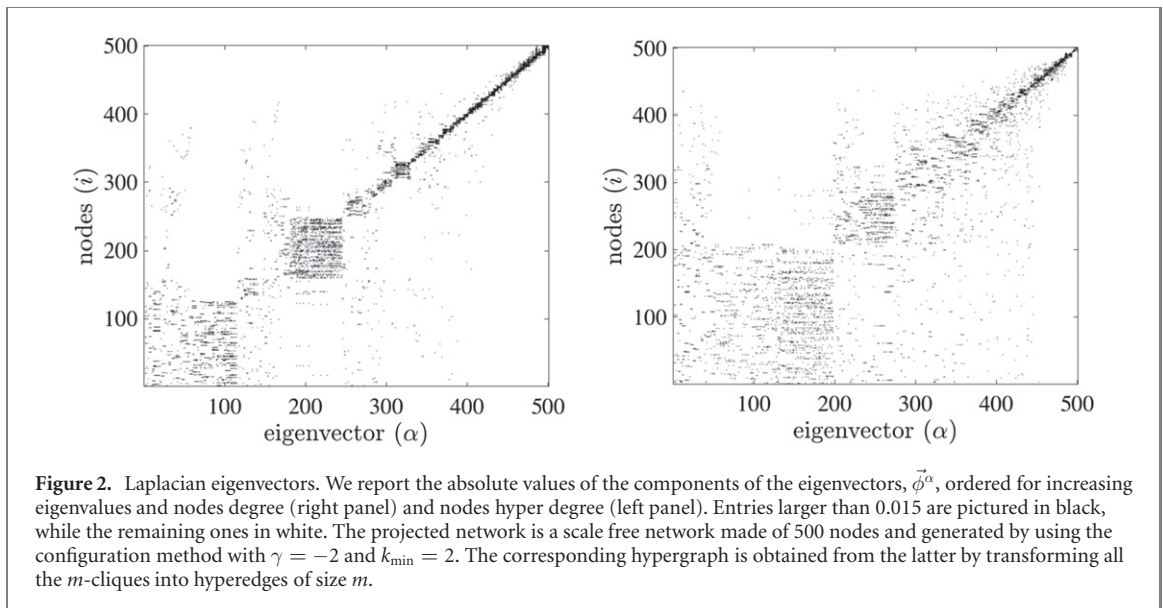 500
400
300
200
100
nodes (i)
100 200 300 400 500
eigenvector (α)
500
400
300
200
100
nodes (i)
100 200 300 400 500
eigenvector (α)
Figure 2. Laplacian eigenvectors. We report the absolute values of the components of the eigenvectors, $\vec{\phi}^{\alpha}$, ordered for increasing
eigenvalues and nodes degree (right panel) and nodes hyper degree (left panel). Entries larger than 0.015 are pictured in black,
while the remaining ones in white. The projected network is a scale free network made of 500 nodes and generated by using the
configuration method with γ = −2 and k_min = 2. The corresponding hypergraph is obtained from the latter by transforming all
the m-cliques into hyperedges of size m.